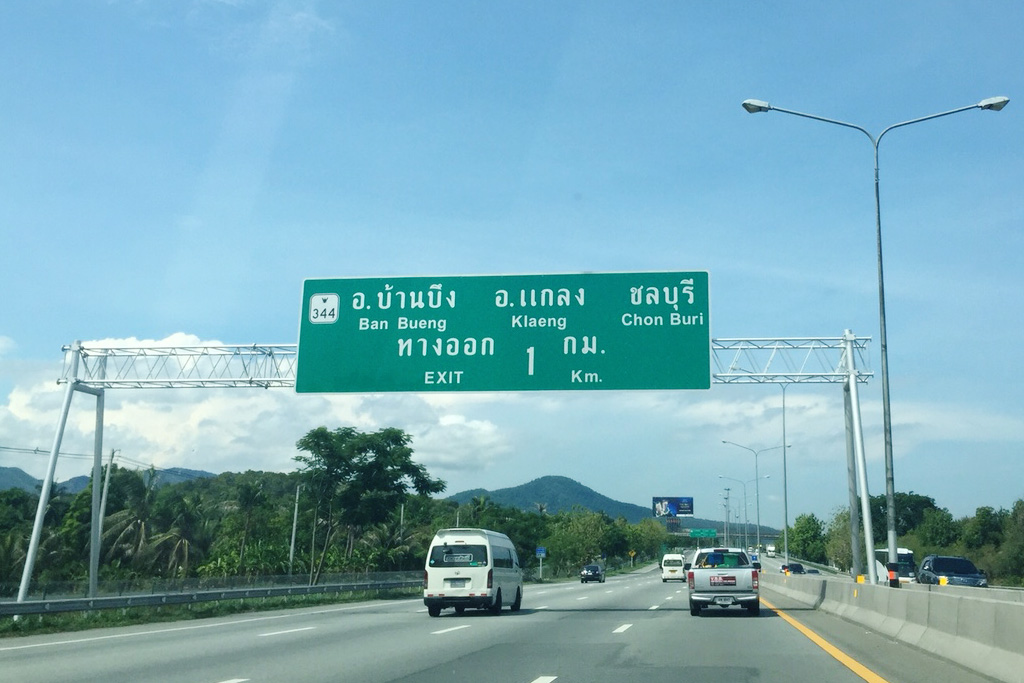 344 อ.บ้านบึง อ.แกลง ชลบุรี
Ban Bueng Klaeng Chon Buri
ทางออก 1 กม.
EXIT Km.